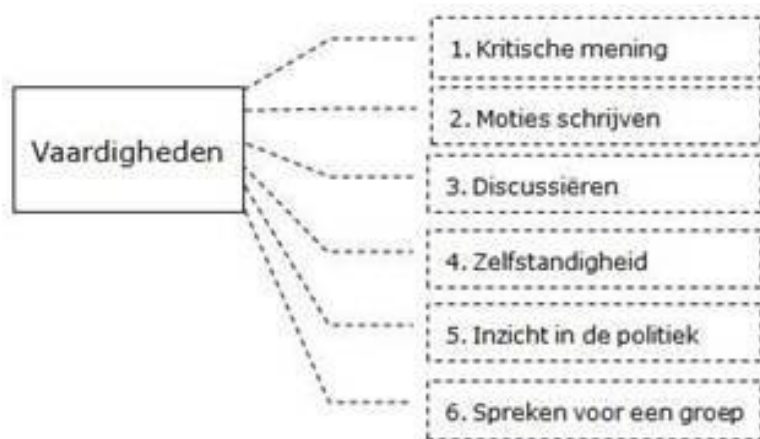 Vaardigheden
1. Kritische mening
2. Moties schrijven
3. Discussiëren
4. Zelfstandigheid
5. Inzicht in de politiek
6. Spreken voor een groep